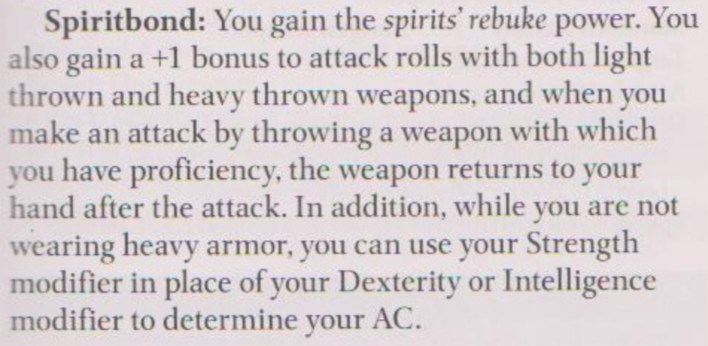 Spiritbond: You gain the spirits' rebuke power. You
also gain a +1 bonus to attack rolls with both light
thrown and heavy thrown weapons, and when you
make an attack by throwing a weapon with which
you have proficiency, the weapon returns to your
hand after the attack. In addition, while you are not
wearing heavy armor, you can use your Strength
modifier in place of your Dexterity or Intelligence
modifier to determine your AC.